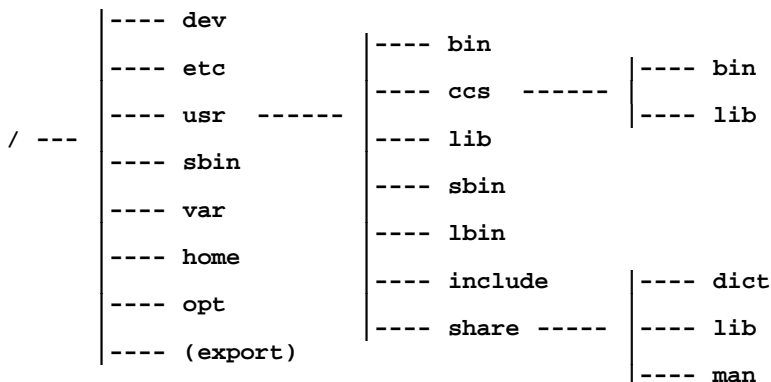 |---- dev
|---- bin
|---- etc
|---- bin
|---- ccs ------
|---- usr ------
|---- lib
/ ---
|---- lib
|---- sbin
|---- sbin
|---- var
|---- lbin
|---- home
|---- include
|---- dict
|---- opt
|---- share -----
|---- lib
|---- (export)
|---- man